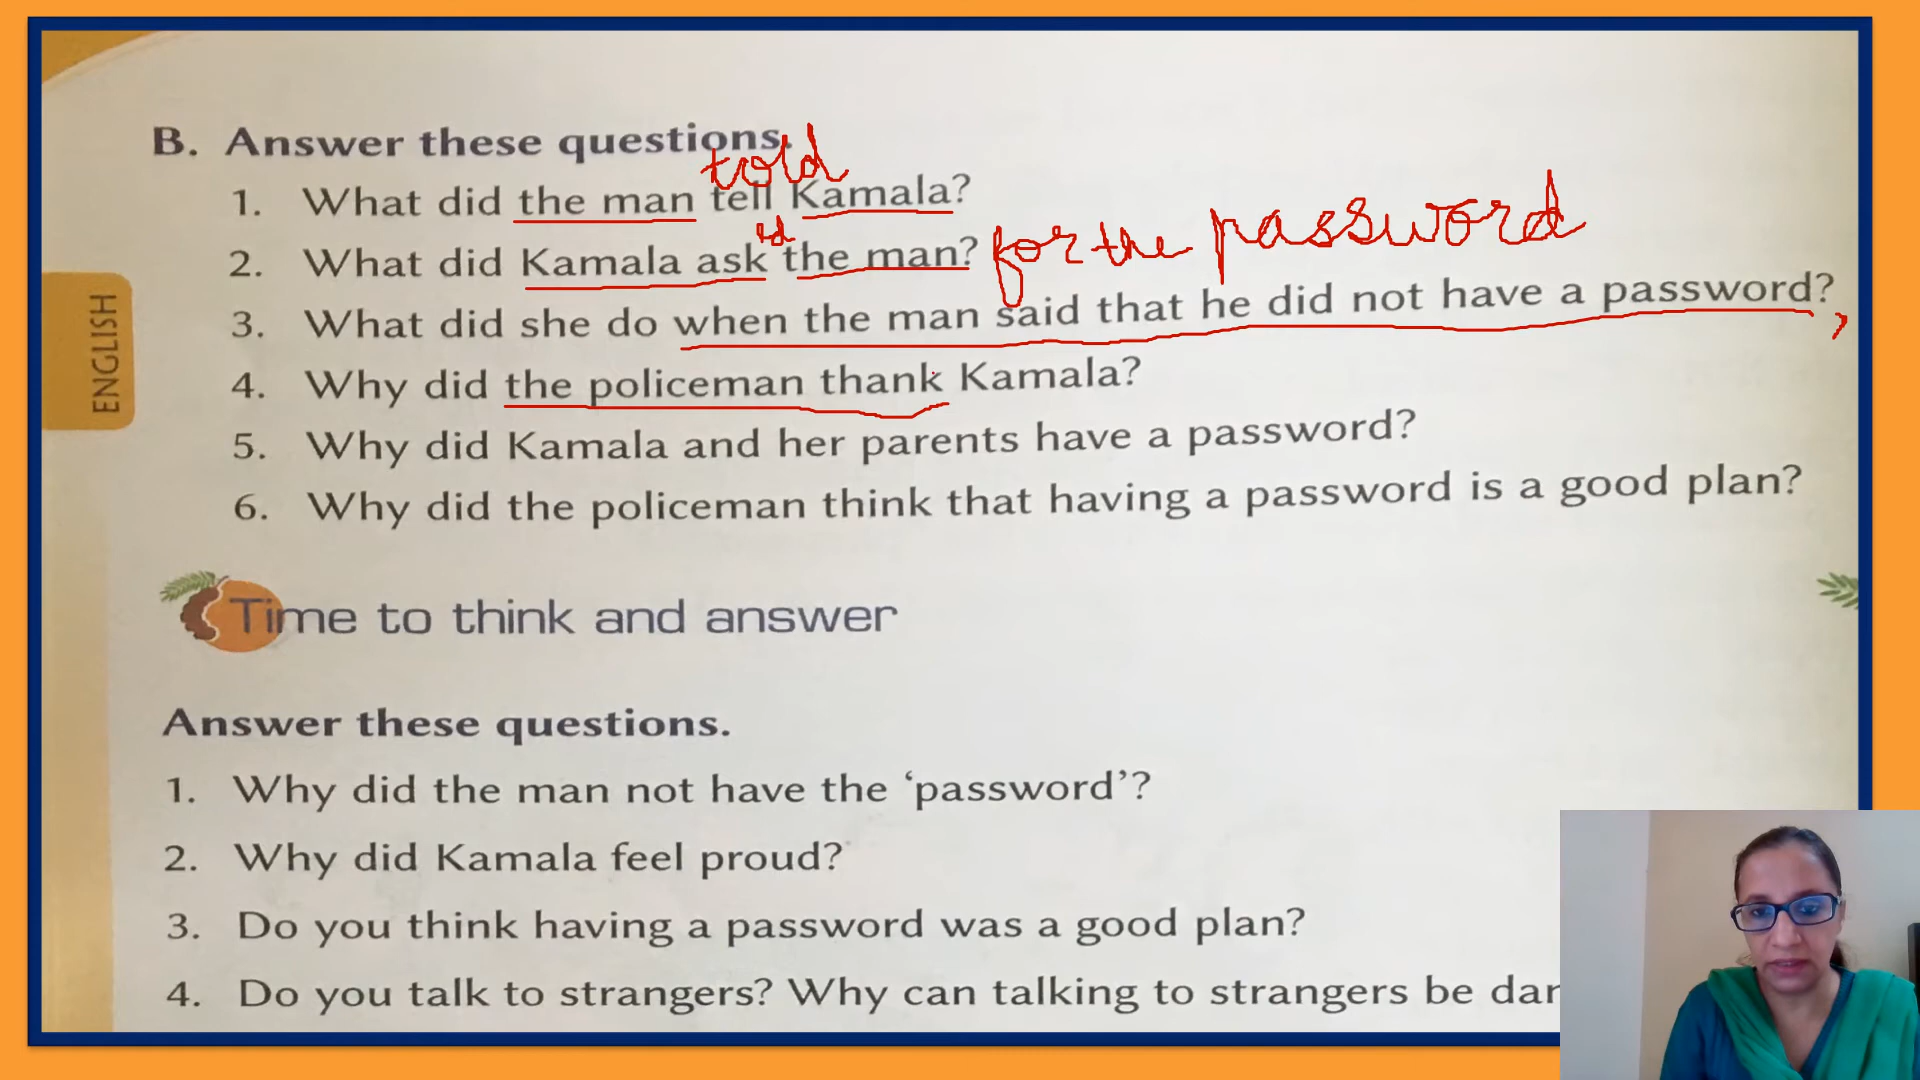 B. Answer these questions.
told
1. What did the man tell Kamala?
ed
2. What did Kamala ask the man? for the password
3. What did she do when the man said that he did not have a password? ,
4. Why did the policeman thank Kamala?
5. Why did Kamala and her parents have a password?
6. Why did the policeman think that having a password is a good plan?
ENGLISH
Time to think and answer
Answer these questions.
1. Why did the man not have the ‘password’?
2. Why did Kamala feel proud?
3. Do you think having a password was a good plan?
4. Do you talk to strangers? Why can talking to strangers be